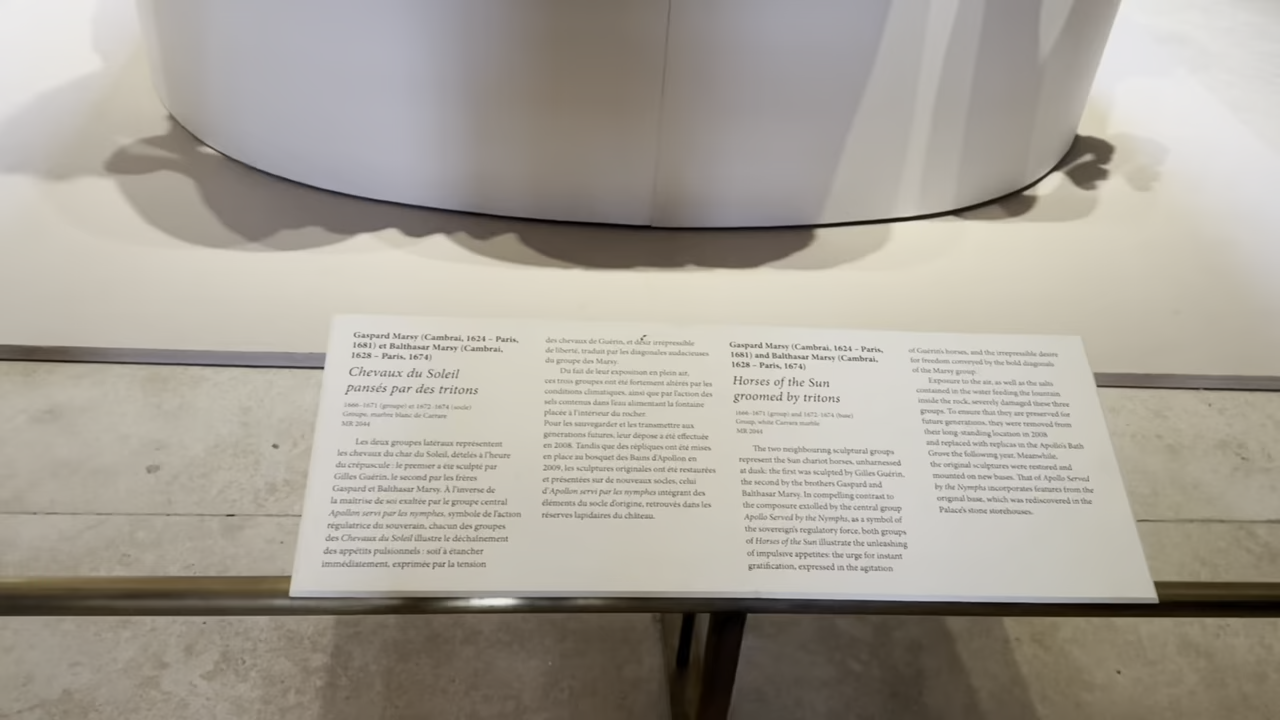 Gaspard Marsy (Cambrai, 1624 – Paris,
1681) et Balthasar Marsy (Cambrai,
1628 – Paris, 1674)
Chevaux du Soleil
pansés par des tritons
1666-1671 (groupe) et 1672-1674 (socle)
Groupe, marbre blanc de Carrare
MR 2044
Les deux groupes latéraux représentent
les chevaux du char du Soleil, dételés à l'heure
du crépuscule : le premier a été sculpté par
Gilles Guérin, le second par les frères
Gaspard et Balthasar Marsy. À l'inverse de
la maîtrise de soi exaltée par le groupe central
Apollon servi par les nymphes, symbole de l'action
régulatrice du souverain, chacun des groupes
des Chevaux du Soleil illustre le déchaînement
des appétits pulsionnels : soif à étancher
immédiatement, exprimée par la tension
des chevaux de Guérin, et désir irrepressible
de liberté, traduit par les diagonales audacieuses
du groupe des Marsy.
Du fait de leur exposition en plein air,
ces trois groupes ont été fortement altérés par les
conditions climatiques, ainsi que par l'action des
sels contenus dans l'eau alimentant la fontaine
placée à l'intérieur du rocher.
Pour les sauvegarder et les transmettre aux
générations futures, leur dépose a été effectuée
en 2008. Tandis que des répliques ont été mises
en place au bosquet des Bains d'Apollon en
2009, les sculptures originales ont été restaurées
et présentées sur de nouveaux socles, celui
d'Apollon servi par les nymphes intégrant des
éléments du socle d'origine, retrouvés dans les
réserves lapidaires du château.
Gaspard Marsy (Cambrai, 1624 – Paris,
1681) and Balthasar Marsy (Cambrai,
1628 – Paris, 1674)
Horses of the Sun
groomed by tritons
1666-1671 (group) and 1672-1674 (base)
Group, white Carrara marble
MR 2044
The two neighbouring sculptural groups
represent the Sun chariot horses, unharnessed
at dusk: the first was sculpted by Gilles Guérin,
the second by the brothers Gaspard and
Balthazar Marsy. In compelling contrast to
the composure extolled by the central group
Apollo Served by the Nymphs, as a symbol of
the sovereign's regulatory force, both groups
of Horses of the Sun illustrate the unleashing
of impulsive appetites: the urge for instant
gratification, expressed in the agitation
of Guérin's horses, and the irrepressible desire
for freedom conveyed by the bold diagonals
of the Marsy group.
Exposure to the air, as well as the salts
contained in the water feeding the fountain
inside the rock, severely damaged these three
groups. To ensure that they are preserved for
future generations, they were removed from
their long-standing location in 2008
and replaced with replicas in the Apollo's Bath
Grove the following year. Meanwhile,
the original sculptures were restored and
mounted on new bases. That of Apollo Served
by the Nymphs incorporates features from the
original base, which was rediscovered in the
Palace's stone storehouses.